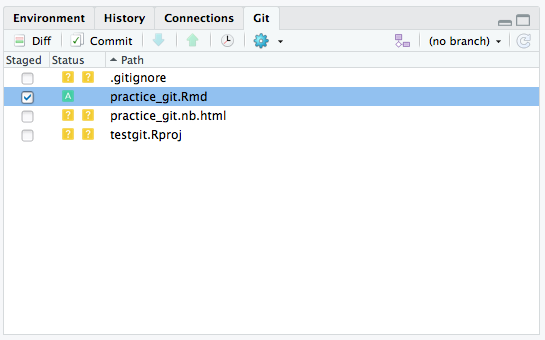 Environment History Connections Git
Diff Commit (no branch)
Staged Status Path
? ? .gitignore
A practice_git.Rmd
? ? practice_git.nb.html
? ? testgit.Rproj